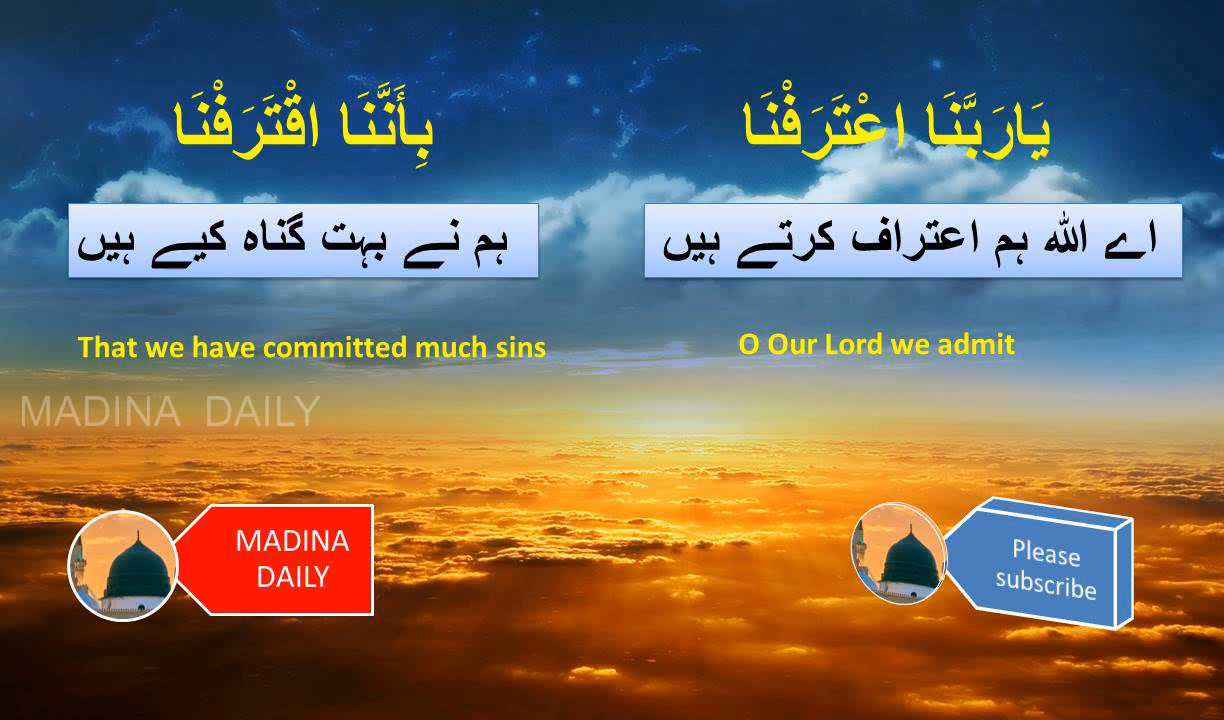 يَارَبَّنَا اعْتَرَفْنَا
بِأَنَّنَا اقْتَرَفْنَا
اے اللہ ہم اعتراف کرتے ہیں
ہم نے بہت گناہ کیے ہیں
O Our Lord we admit
That we have committed much sins
MADINA DAILY
MADINA
DAILY
Please
subscribe